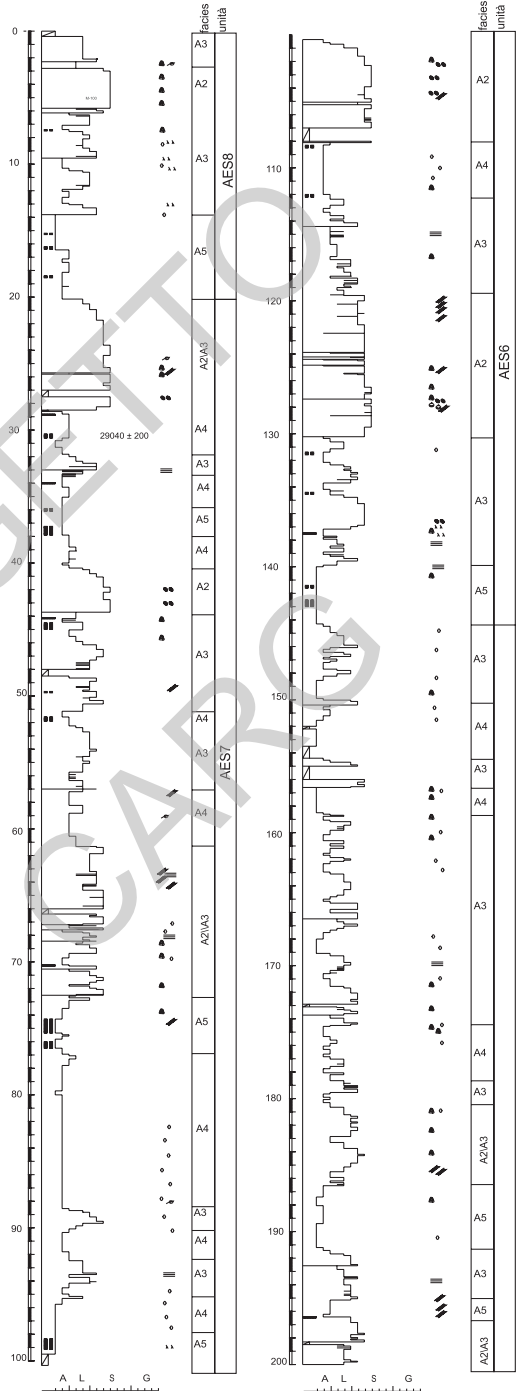 facies
unità
0
10
20
30
40
50
60
70
80
90
100
M-100
29040 ± 200
A3
A2
A3
A5
A2\A3
A4
A3
A4
A5
A4
A2
A3
A4
A3
A4
A2\\A3
A5
A4
A3
A4
A3
A4
A5
AES8
AES7
A L S G
facies
unità
110
120
130
140
150
160
170
180
190
200
A2
A4
A3
A2
A3
A5
A3
A4
A3
A4
A3
A4
A3
A2\A3
A5
A3
A5
A2\A3
AES6
A L S G
GETTO
CARG